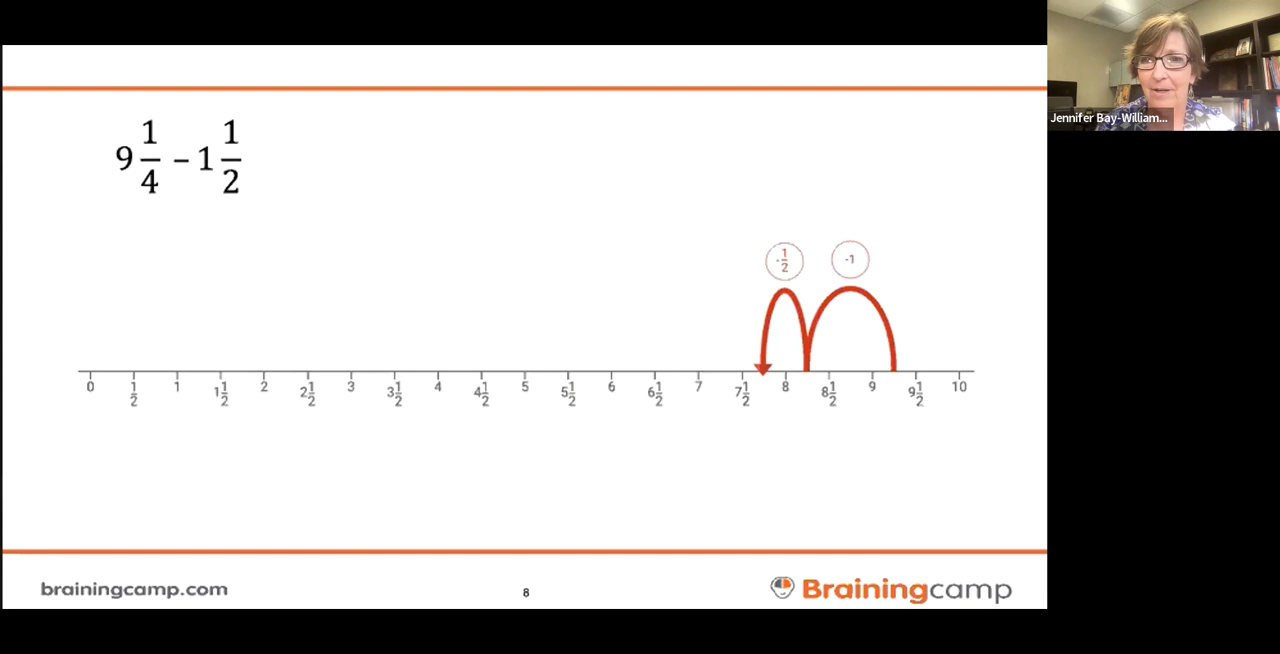 Jennifer Bay-William...
9 1/4 – 1 1/2
-1/2 -1
0 1/2 1 1 1/2 2 2 1/2 3 3 1/2 4 4 1/2 5 5 1/2 6 6 1/2 7 7 1/2 8 8 1/2 9 9 1/2 10
brainingcamp.com 8 Brainingcamp